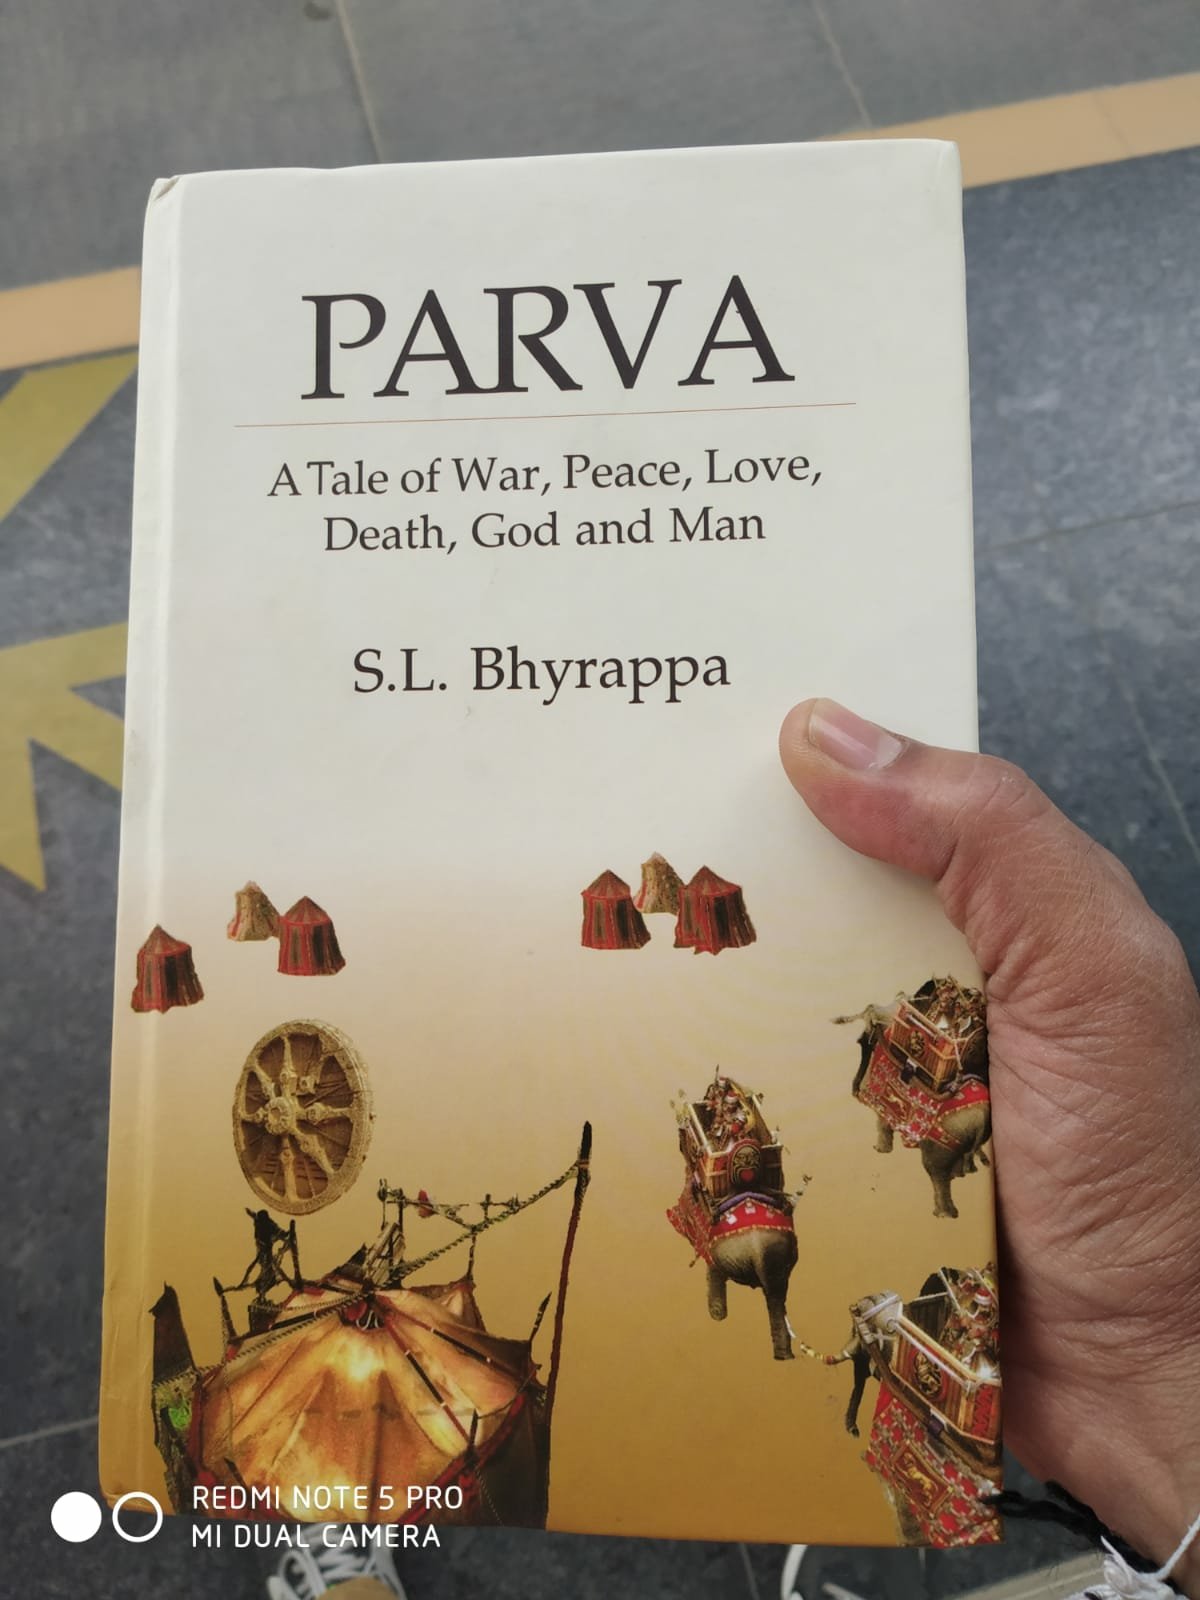 PARVA
A Tale of War, Peace, Love,
Death, God and Man
S.L. Bhyrappa
REDMI NOTE 5 PRO
MI DUAL CAMERA